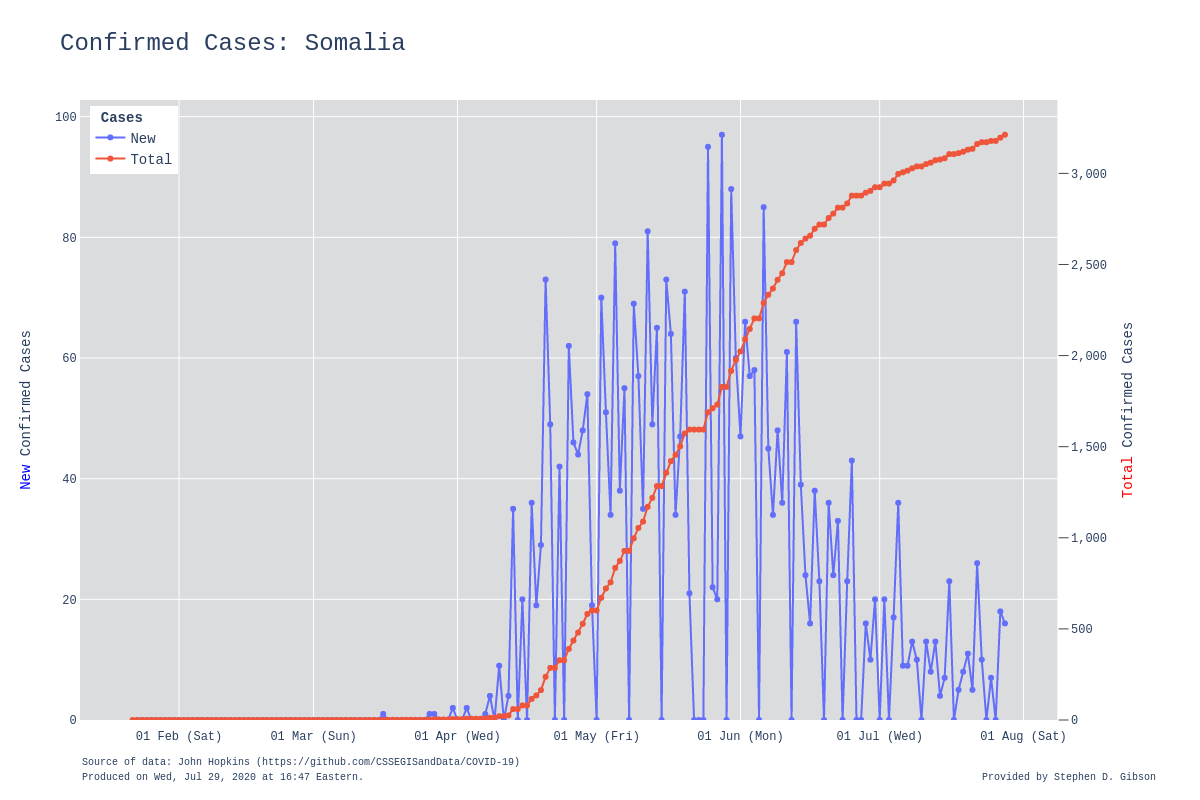 Confirmed Cases: Somalia
Cases
New
Total
100
80
60
40
20
0
3,000
2,500
2,000
1,500
1,000
500
0
New Confirmed Cases
Total Confirmed Cases
01 Feb (Sat)
01 Mar (Sun)
01 Apr (Wed)
01 May (Fri)
01 Jun (Mon)
01 Jul (Wed)
01 Aug (Sat)
Source of data: John Hopkins (https://github.com/CSSEGISandData/COVID-19)
Produced on Wed, Jul 29, 2020 at 16:47 Eastern.
Provided by Stephen D. Gibson